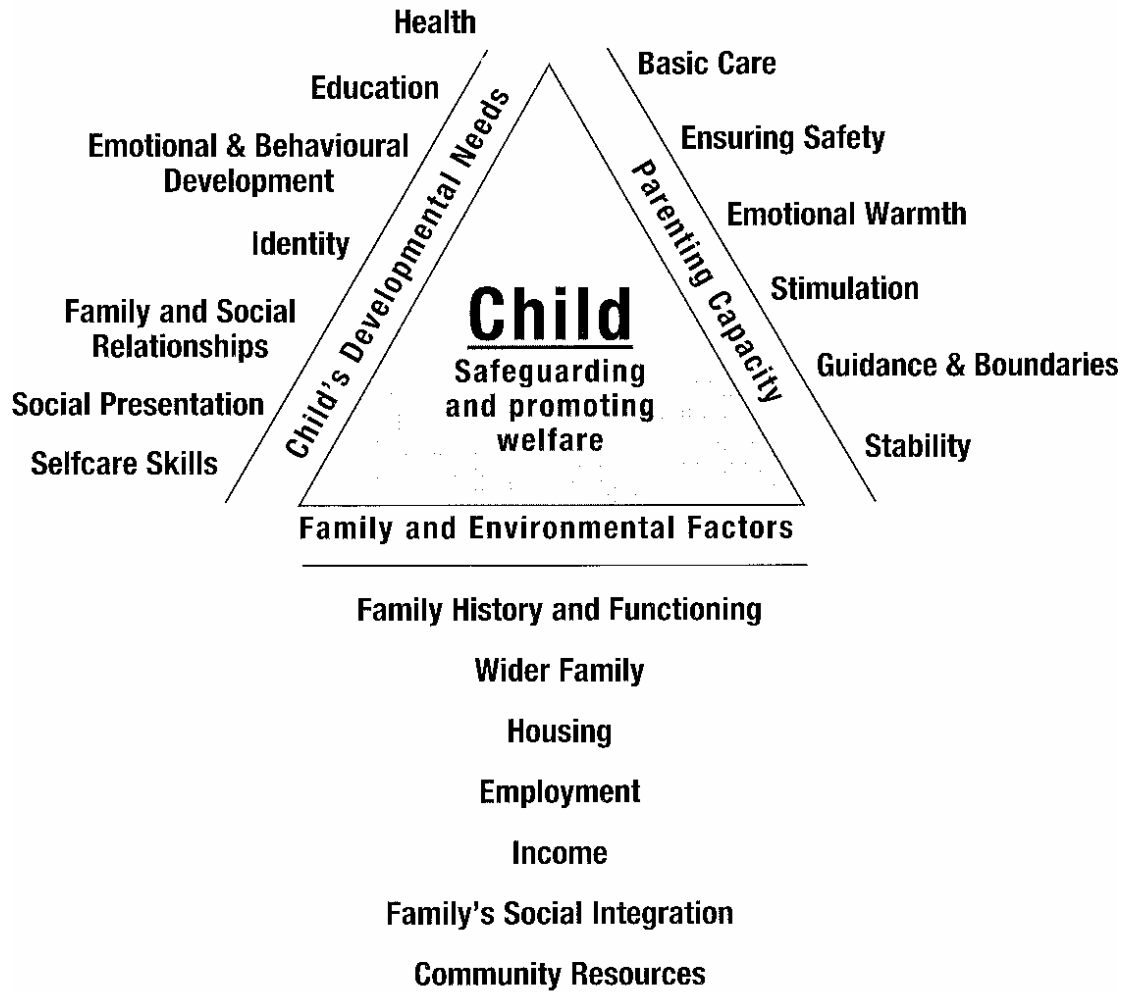 Health
Education
Emotional & Behavioural
Development
Identity
Family and Social
Relationships
Social Presentation
Selfcare Skills
Child's Developmental Needs
Basic Care
Ensuring Safety
Emotional Warmth
Stimulation
Guidance & Boundaries
Stability
Parenting Capacity
Child
Safeguarding
and promoting
welfare
Family and Environmental Factors
Family History and Functioning
Wider Family
Housing
Employment
Income
Family's Social Integration
Community Resources